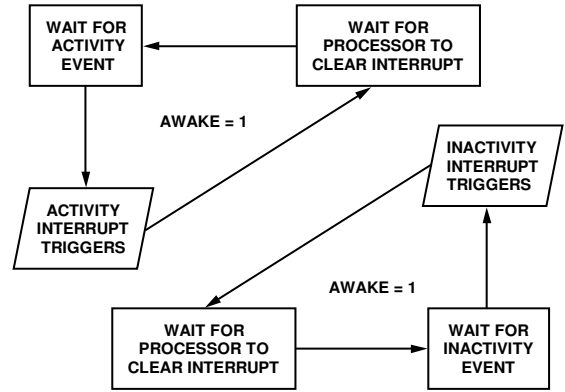 WAIT FOR
ACTIVITY
EVENT
WAIT FOR
PROCESSOR TO
CLEAR INTERRUPT
AWAKE = 1
ACTIVITY
INTERRUPT
TRIGGERS
INACTIVITY
INTERRUPT
TRIGGERS
AWAKE = 1
WAIT FOR
PROCESSOR TO
CLEAR INTERRUPT
WAIT FOR
INACTIVITY
EVENT